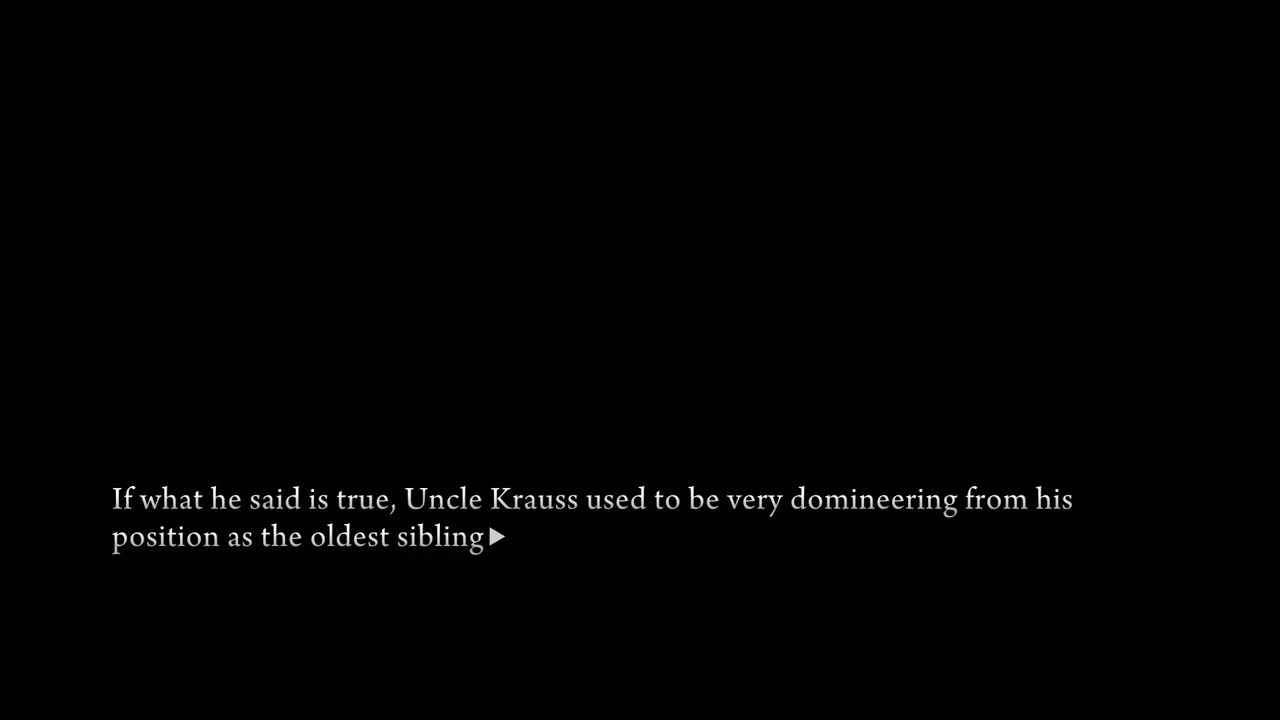 If what he said is true, Uncle Krauss used to be very domineering from his
position as the oldest sibling